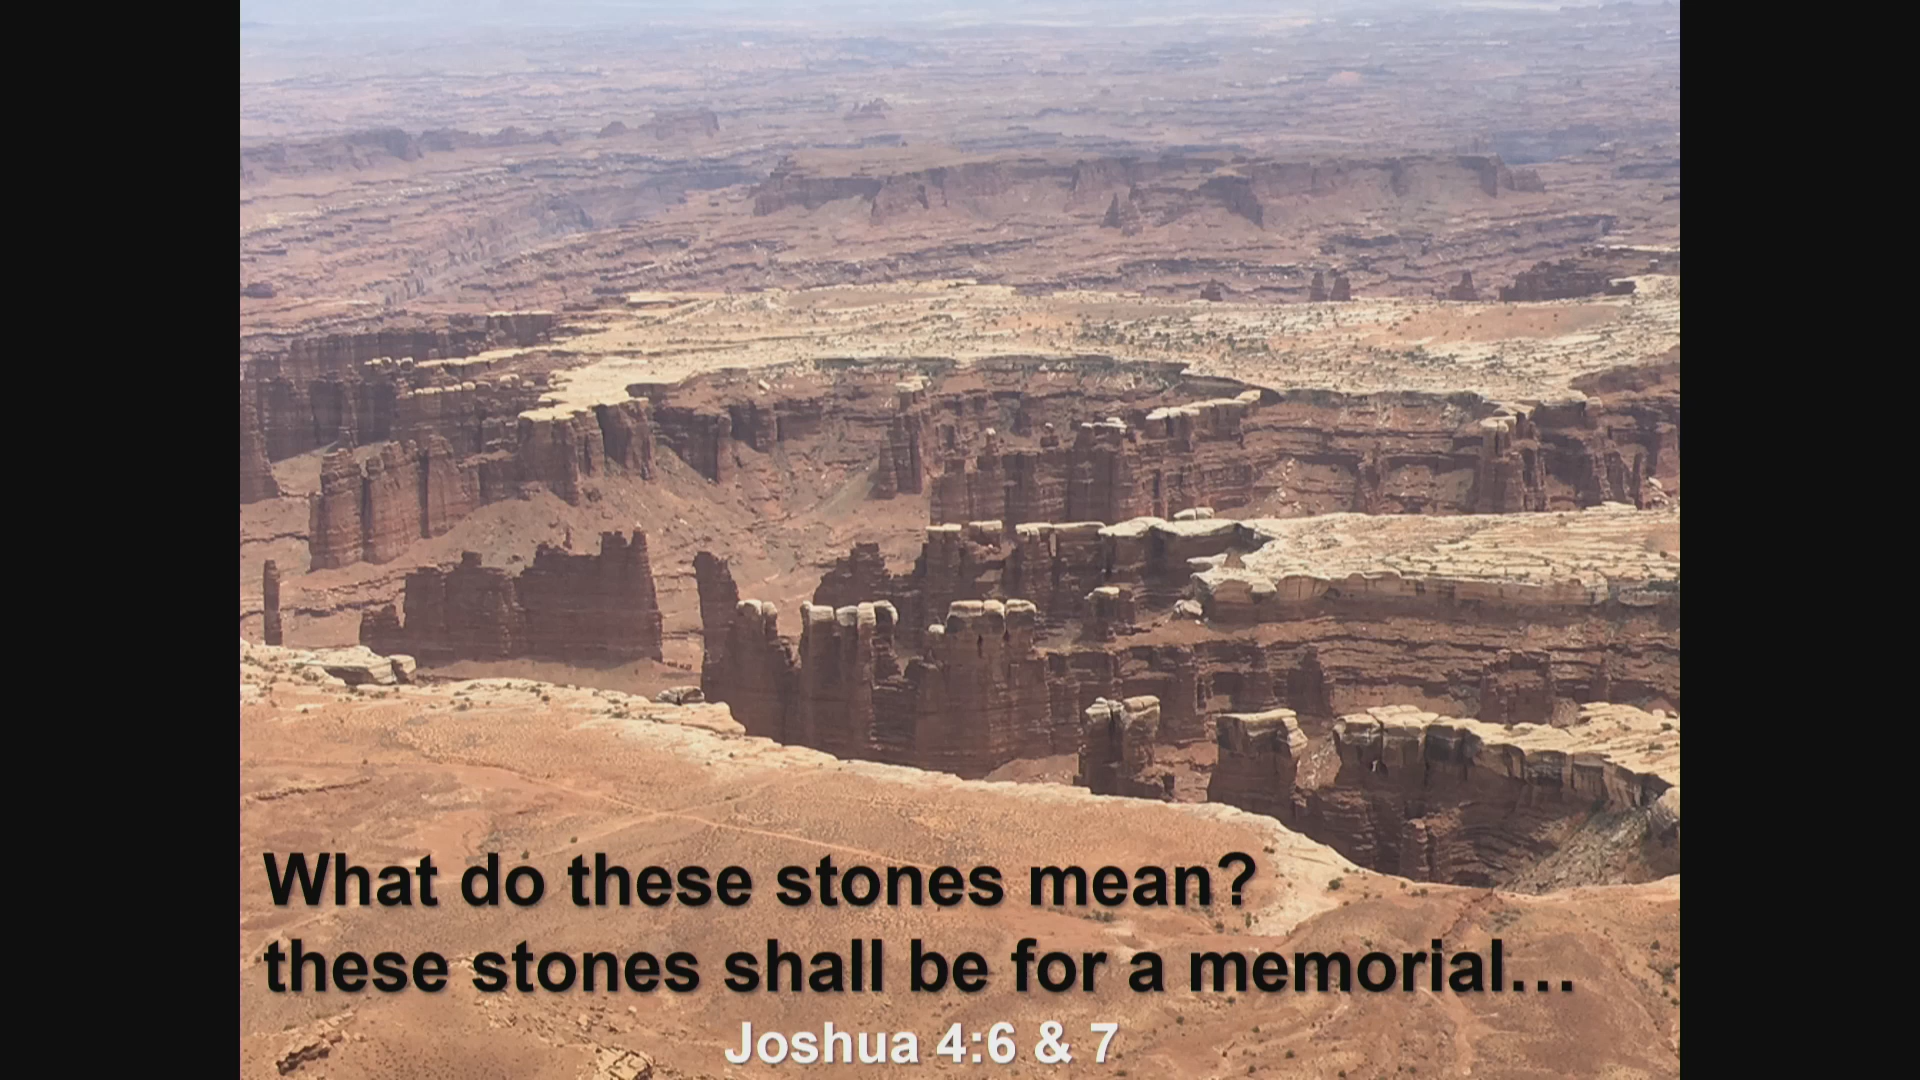 What do these stones mean?
these stones shall be for a memorial…
Joshua 4:6 & 7